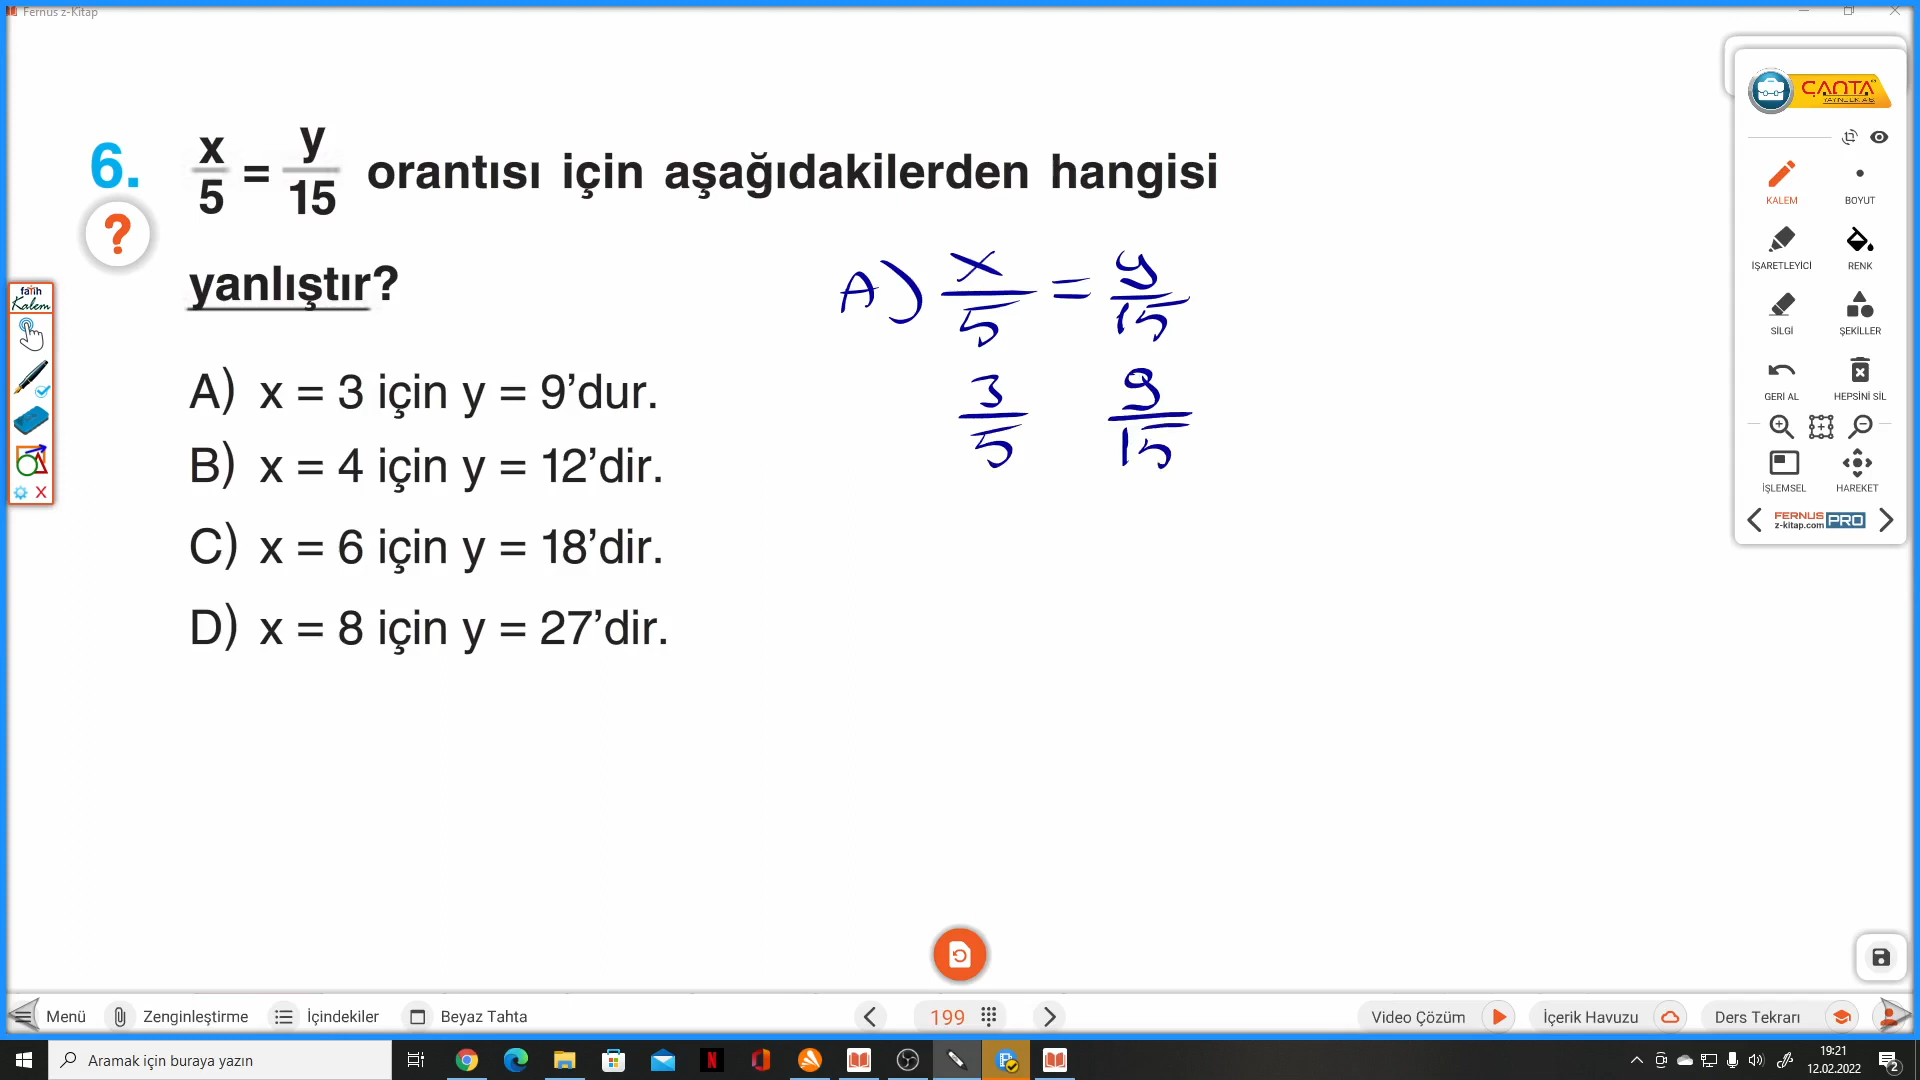 Fernus z-Kitap
6. x/5 = y/15 orantısı için aşağıdakilerden hangisi
yanlıştır?
A) x = 3 için y = 9’dur.
B) x = 4 için y = 12’dir.
C) x = 6 için y = 18’dir.
D) x = 8 için y = 27’dir.
A) x/5 = y/15
3/5 9/15
fatih
Kalem
X
ÇANTA
YAYINLARI
KALEM BOYUT
İŞARETLEYİCİ RENK
SİLGİ ŞEKİLLER
GERİ AL HEPSİNİ SİL
İŞLEMSEL HAREKET
FERNUS
z-kitap.com PRO
Menü Zenginleştirme İçindekiler Beyaz Tahta 199 Video Çözüm İçerik Havuzu Ders Tekrarı
Aramak için buraya yazın
19:21
12.02.2022
2